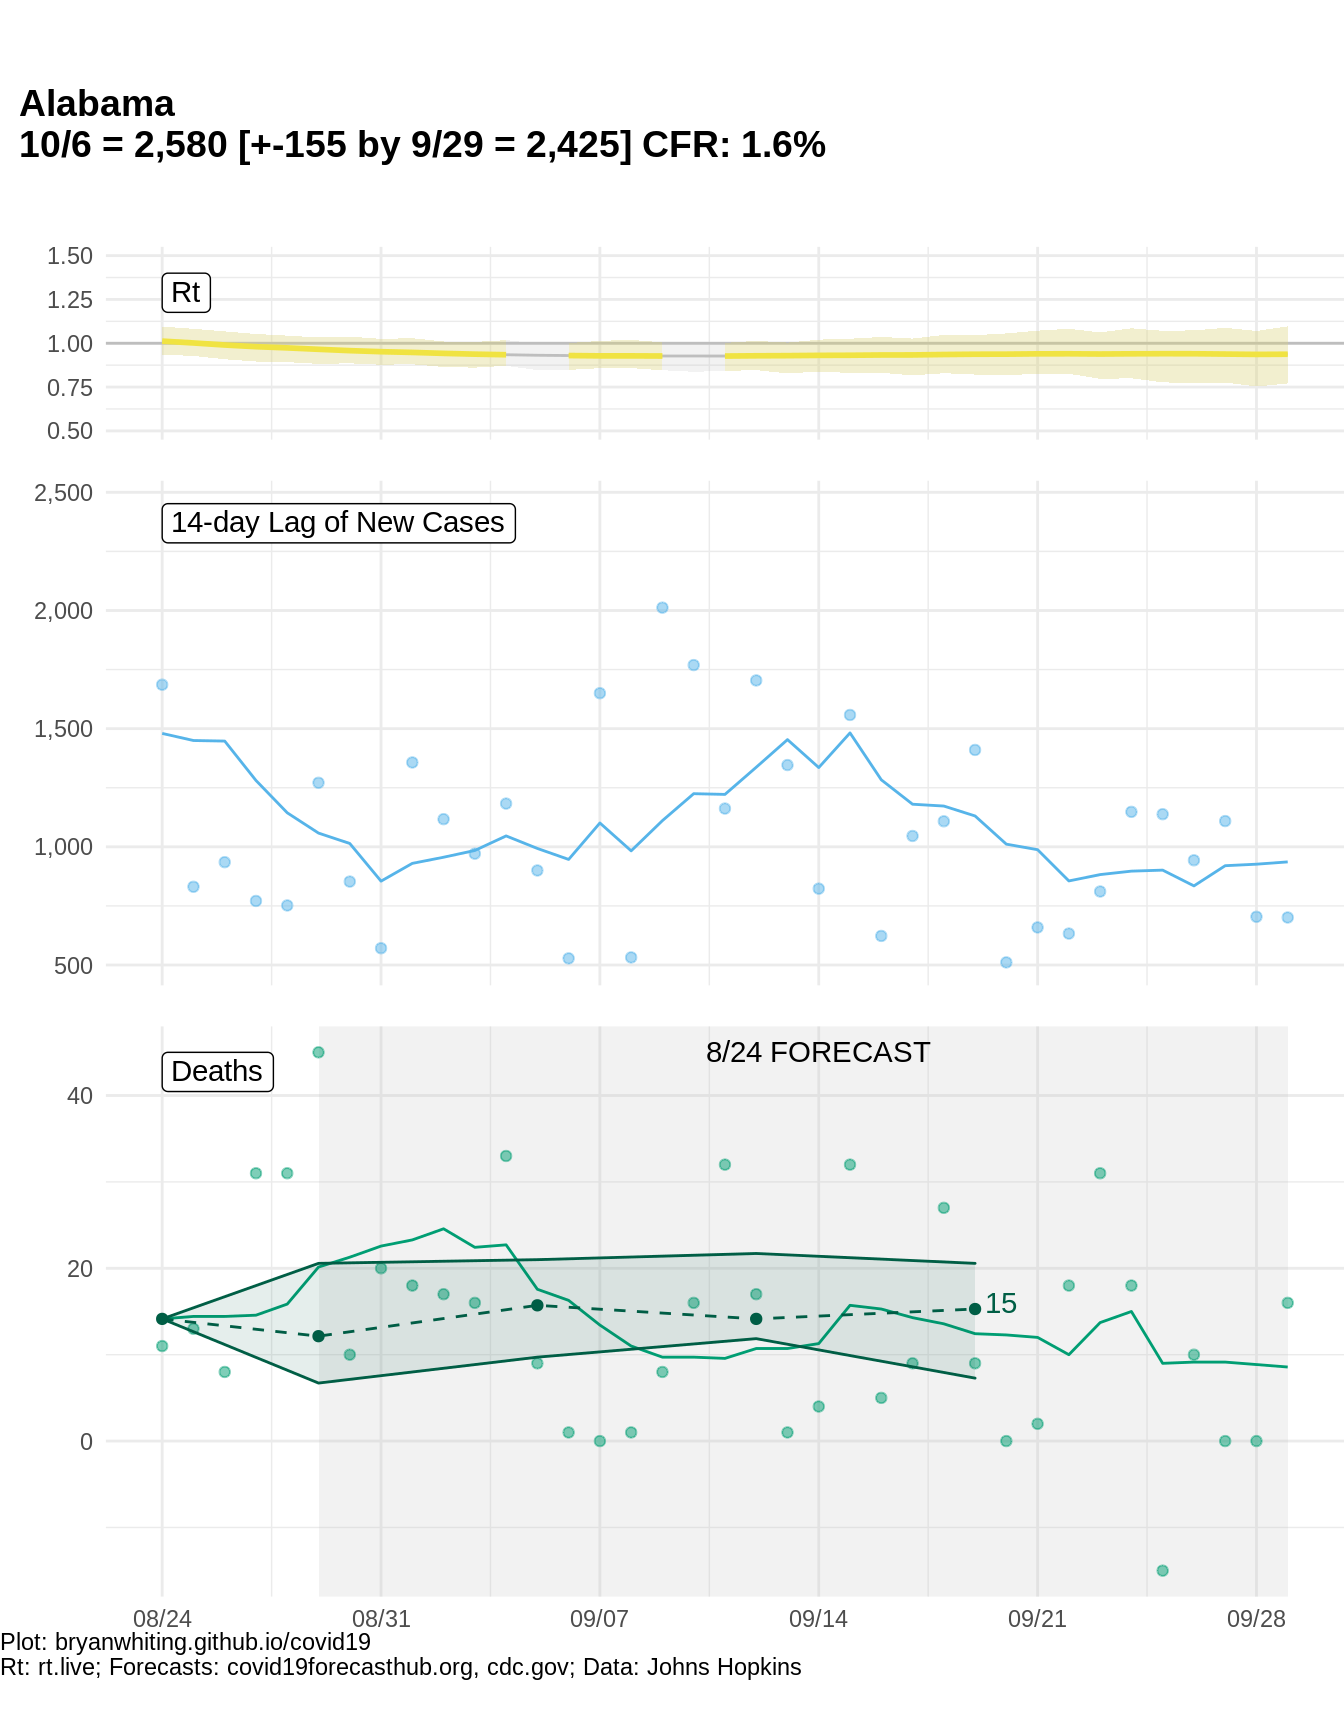 Alabama
10/6 = 2,580 [+-155 by 9/29 = 2,425] CFR: 1.6%
1.50
Rt
1.25
1.00
0.75
0.50
2,500
14-day Lag of New Cases
2,000
1,500
1,000
500
8/24 FORECAST
Deaths
40
20
15
0
08/24 08/31 09/07 09/14 09/21 09/28
Plot: bryanwhiting.github.io/covid19
Rt: rt.live; Forecasts: covid19forecasthub.org, cdc.gov; Data: Johns Hopkins